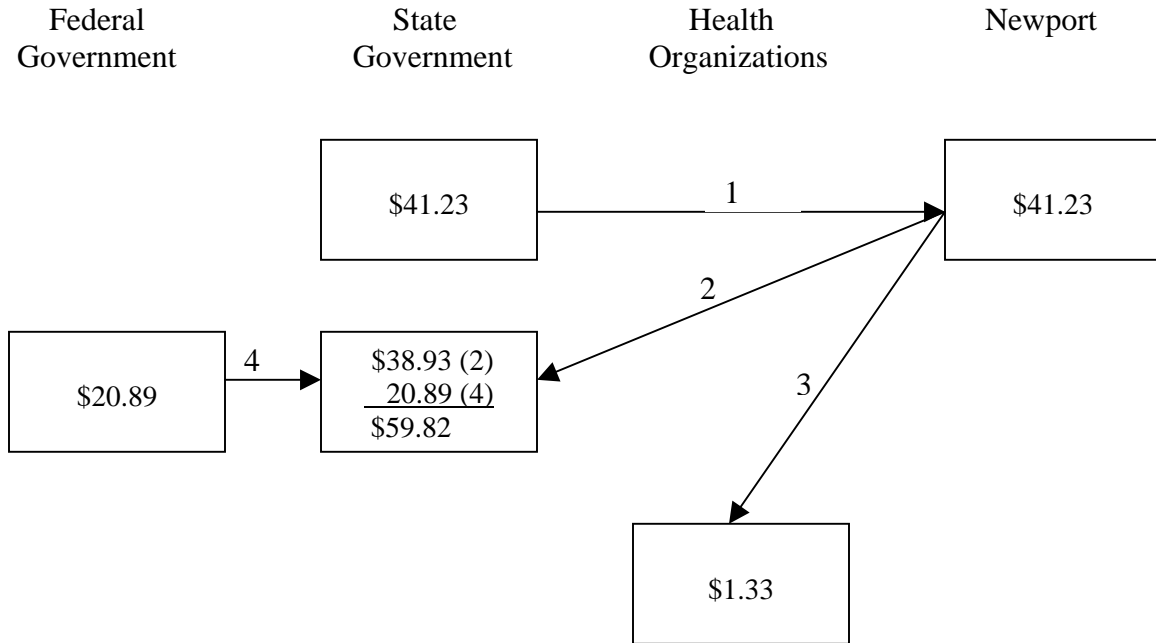 Federal
Government
State
Government
Health
Organizations
Newport
$41.23
1
$41.23
2
$20.89
4
$38.93 (2)
20.89 (4)
$59.82
3
$1.33